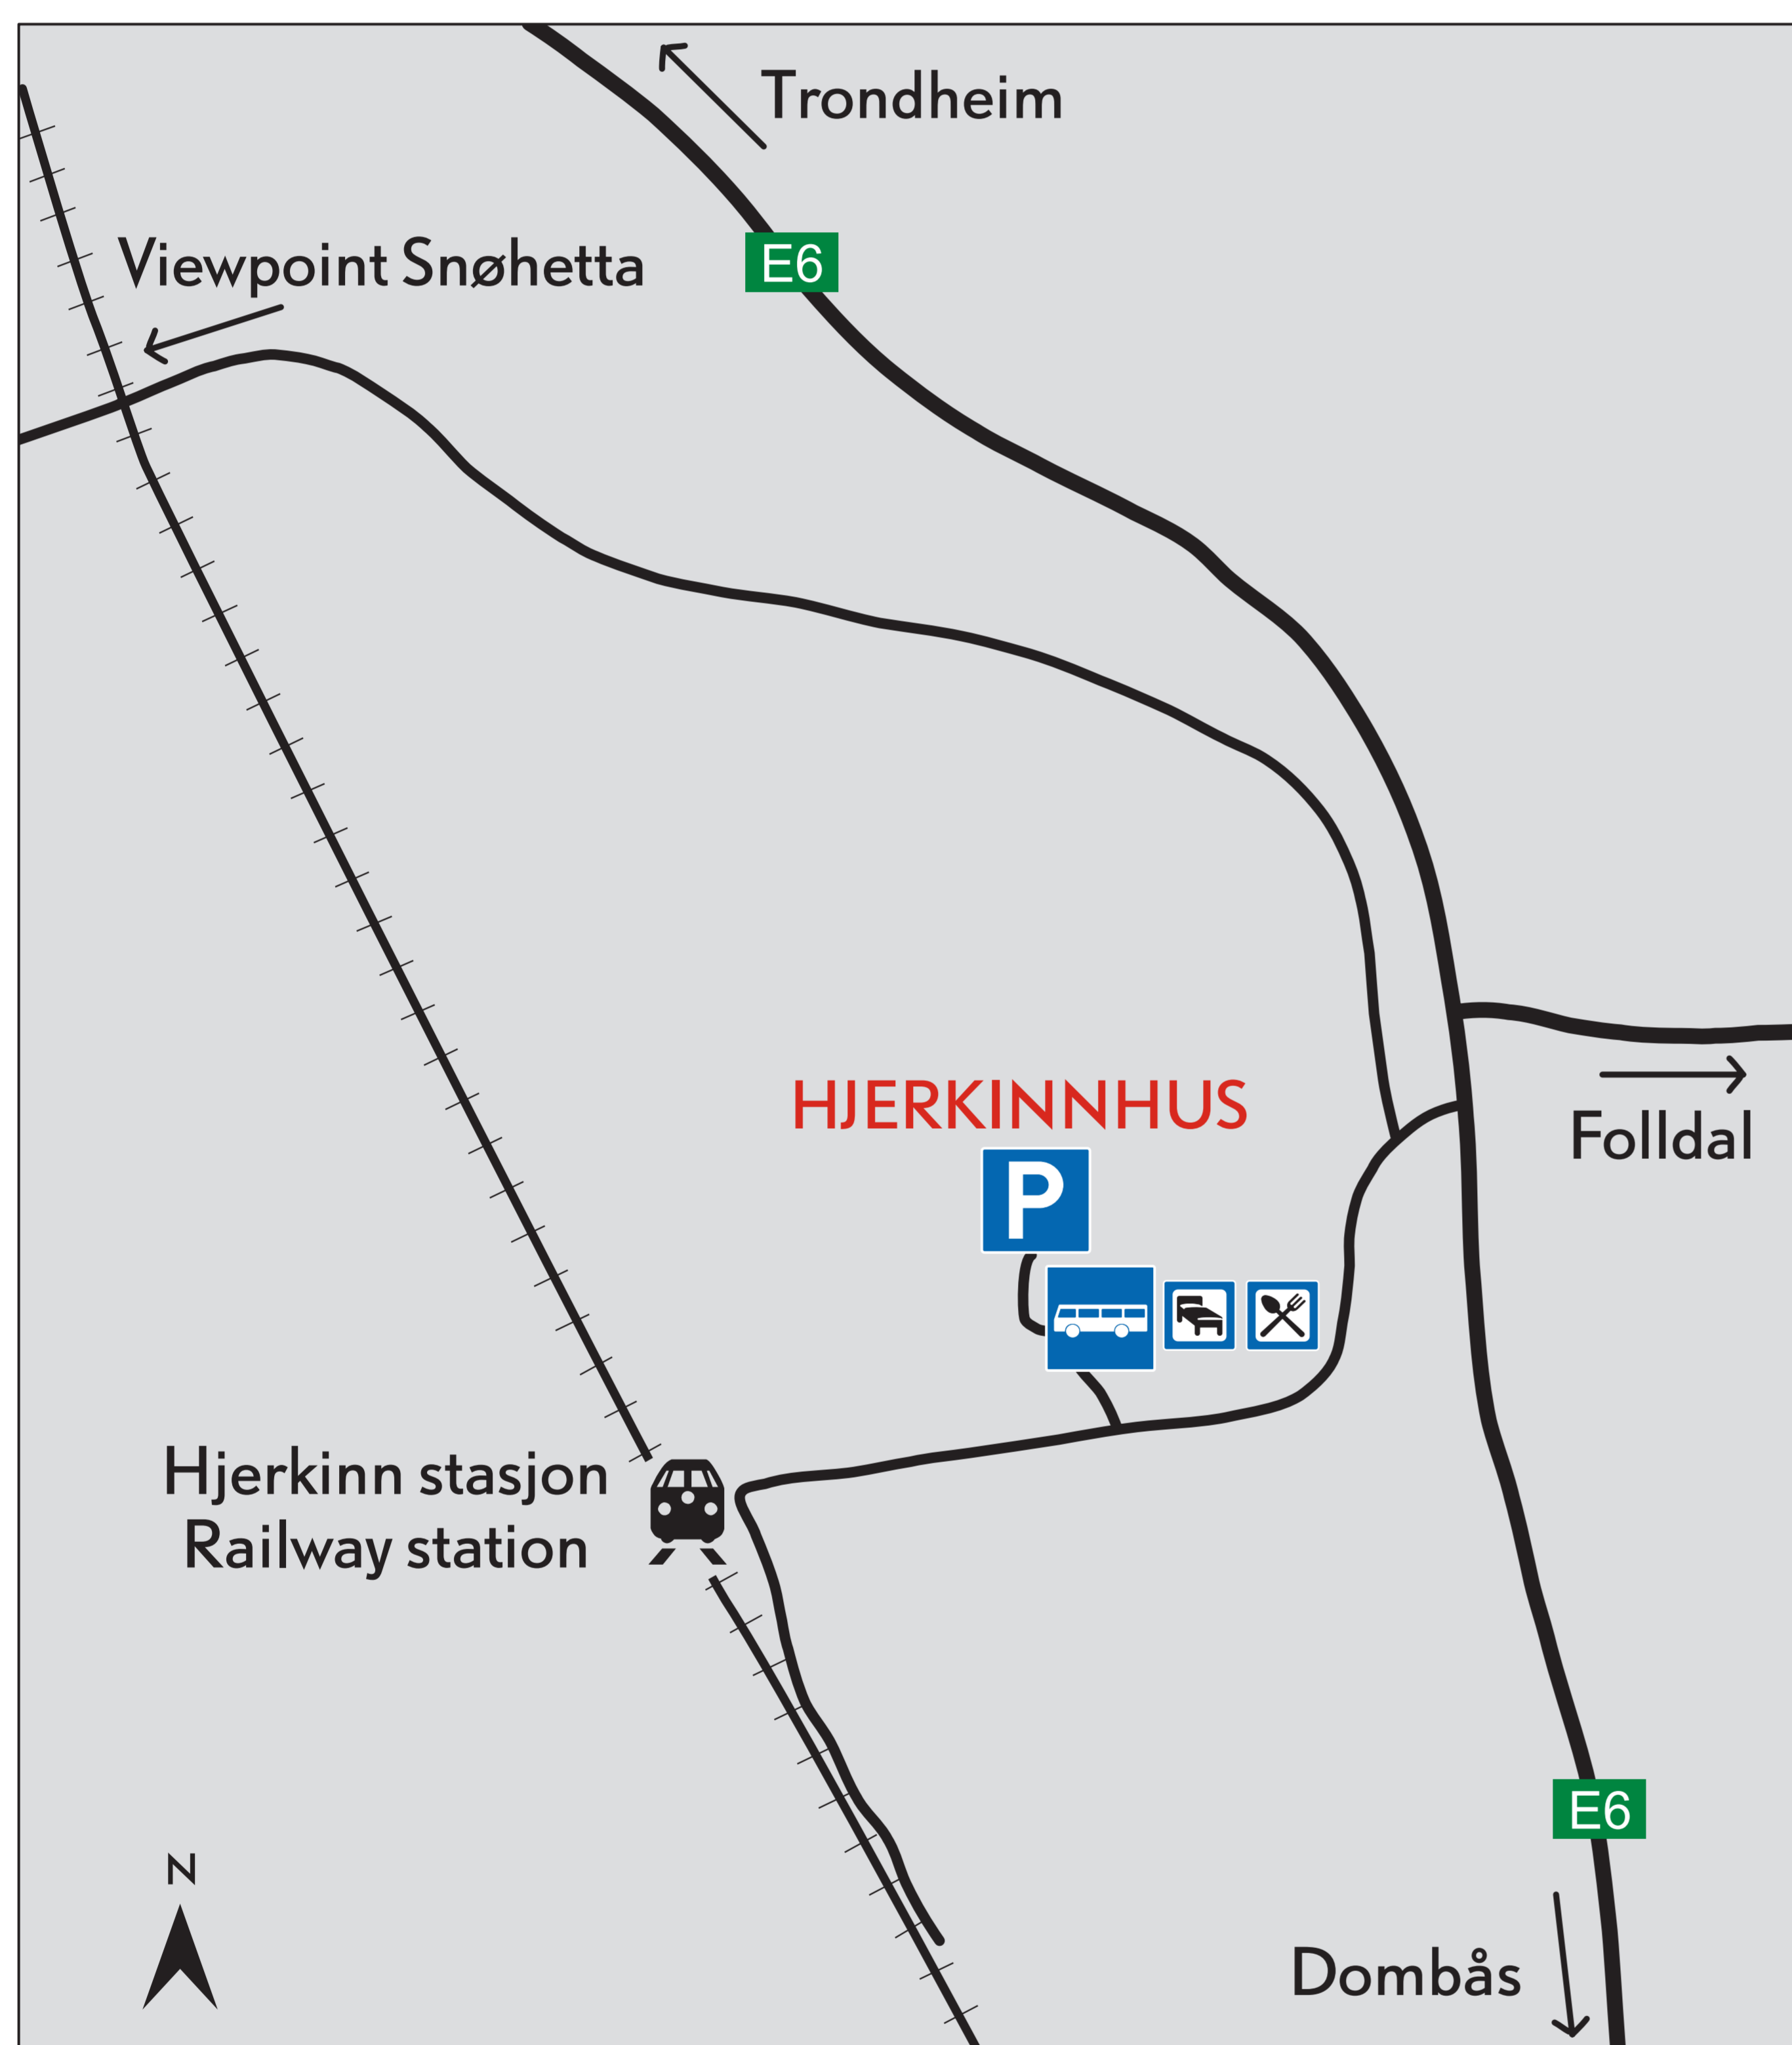 Trondheim
Viewpoint Snøhetta
E6
HJERKINNHUS
Folldal
P
Hjerkinn stasjon
Railway station
E6
N
Dombås